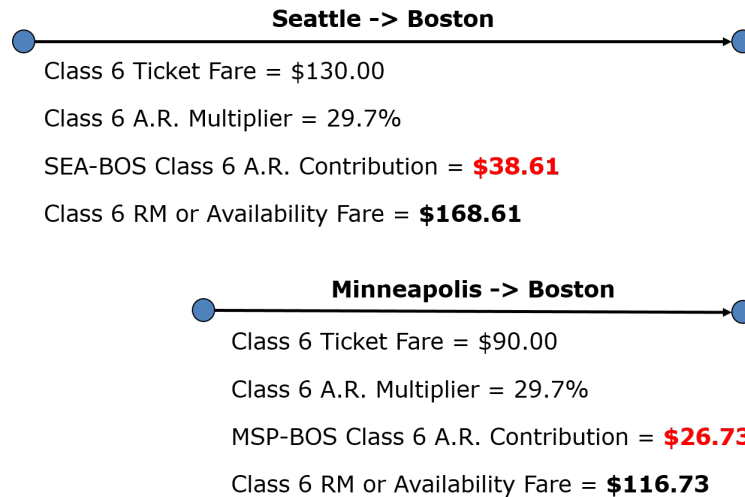 Seattle -> Boston
Class 6 Ticket Fare = $130.00
Class 6 A.R. Multiplier = 29.7%
SEA-BOS Class 6 A.R. Contribution = $38.61
Class 6 RM or Availability Fare = $168.61
Minneapolis -> Boston
Class 6 Ticket Fare = $90.00
Class 6 A.R. Multiplier = 29.7%
MSP-BOS Class 6 A.R. Contribution = $26.73
Class 6 RM or Availability Fare = $116.73